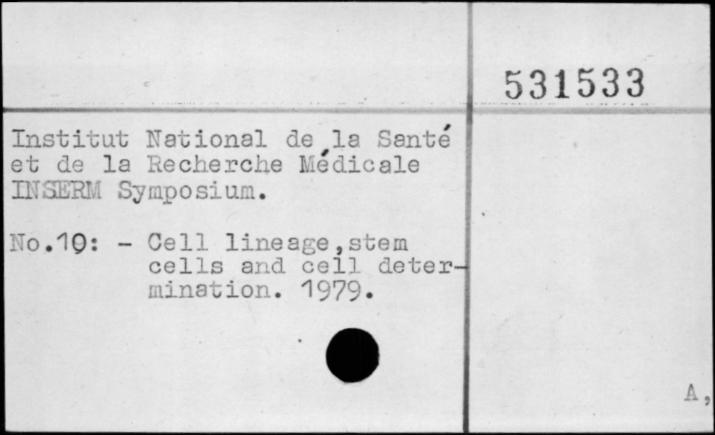 531533
Institut National de la Santé
et de la Recherche Médicale
INSERM Symposium.
No.10: - Cell lineage,stem
cells and cell deter-
mination. 1979.
A,